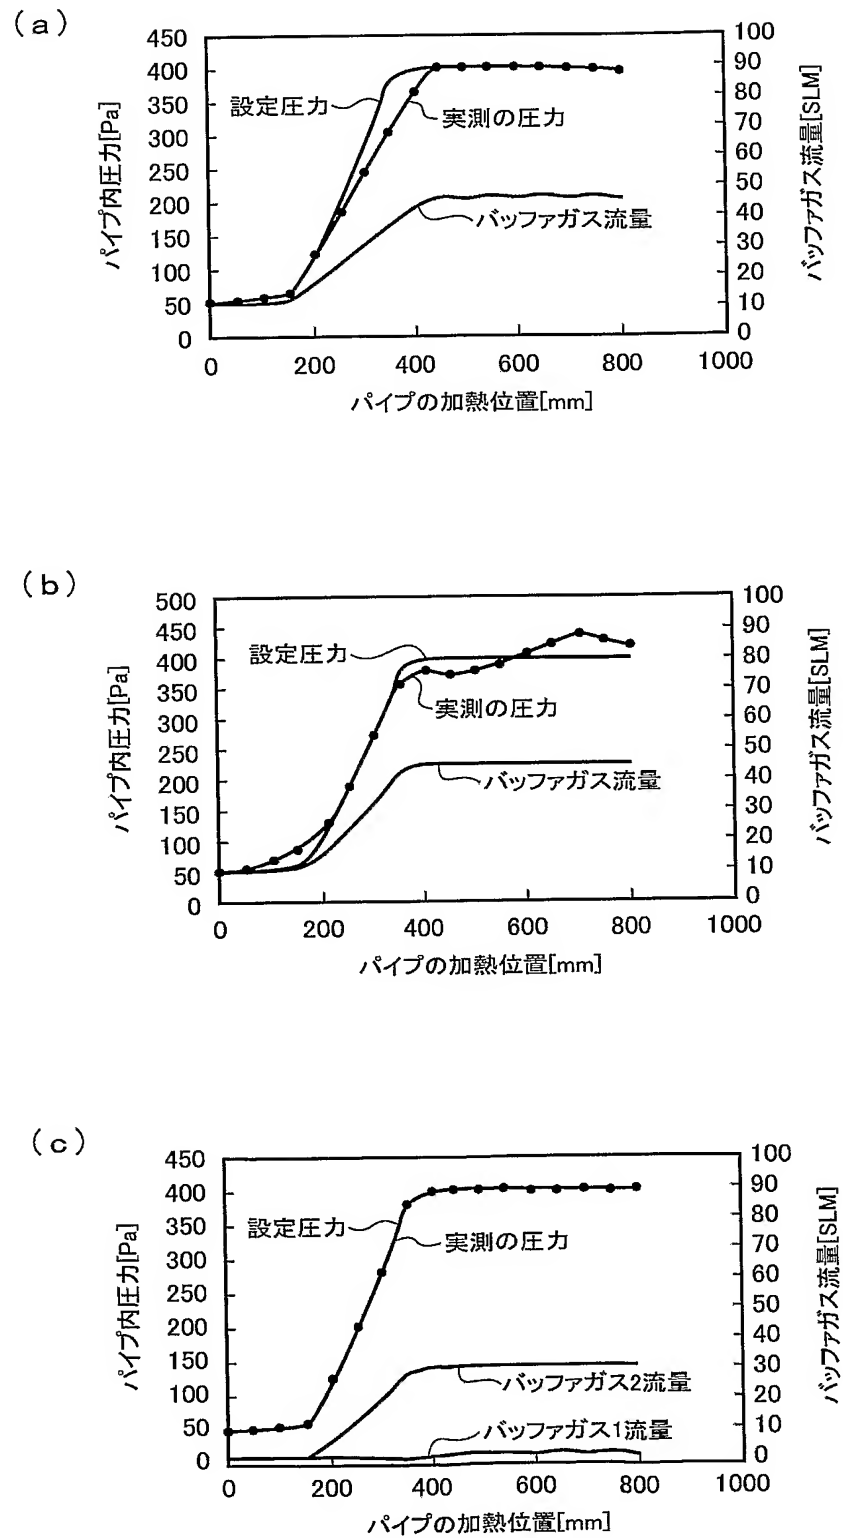 (a)
450
400
350
300
250
200
150
100
50
0
パイプ内圧力[Pa]
設定圧力
実測の圧力
バッファガス流量
100
90
80
70
60
50
40
30
20
10
0
バッファガス流量[SLM]
0 200 400 600 800 1000
パイプの加熱位置[mm]
(b)
500
450
400
350
300
250
200
150
100
50
0
パイプ内圧力[Pa]
設定圧力
実測の圧力
バッファガス流量
100
90
80
70
60
50
40
30
20
10
0
バッファガス流量[SLM]
0 200 400 600 800 1000
パイプの加熱位置[mm]
(c)
450
400
350
300
250
200
150
100
50
0
パイプ内圧力[Pa]
設定圧力
実測の圧力
バッファガス2流量
バッファガス1流量
100
90
80
70
60
50
40
30
20
10
0
バッファガス流量[SLM]
0 200 400 600 800 1000
パイプの加熱位置[mm]